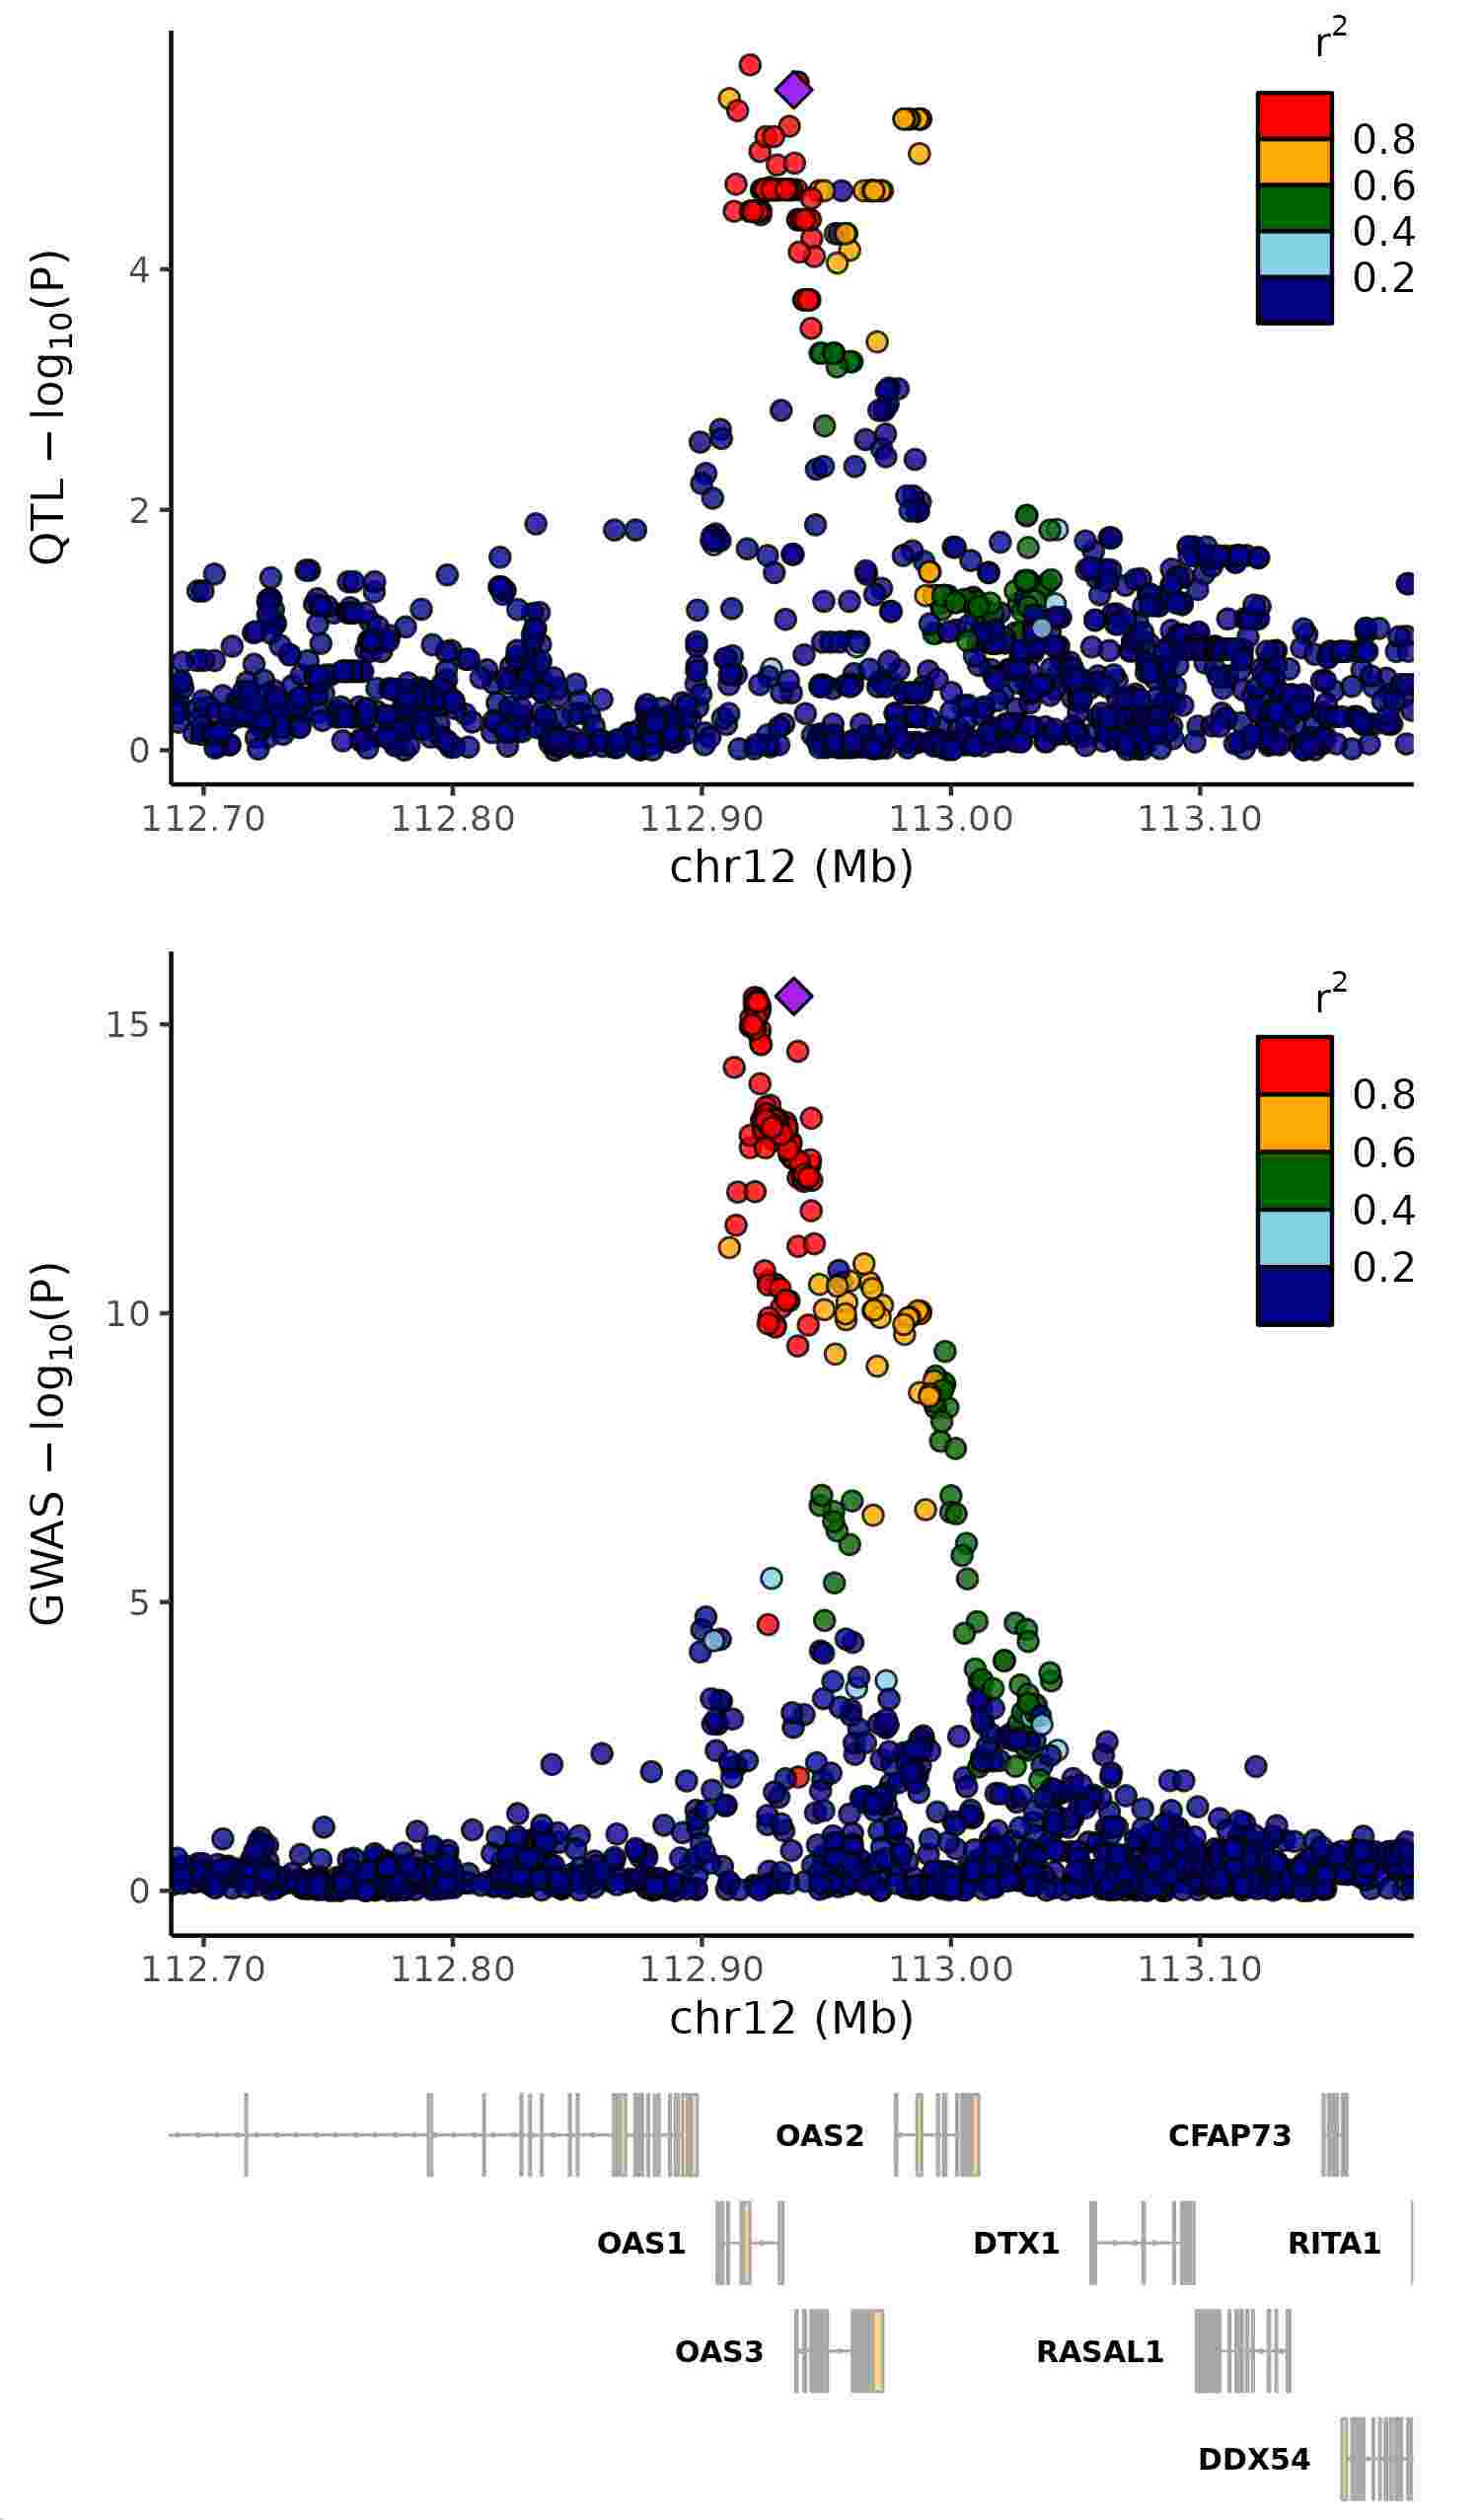 r²
0.8
0.6
0.4
0.2
QTL −log₁₀(P)
4
2
0
112.70 112.80 112.90 113.00 113.10
chr12 (Mb)
r²
0.8
0.6
0.4
0.2
GWAS −log₁₀(P)
15
10
5
0
112.70 112.80 112.90 113.00 113.10
chr12 (Mb)
OAS2 CFAP73
OAS1 DTX1 RITA1
OAS3 RASAL1
DDX54